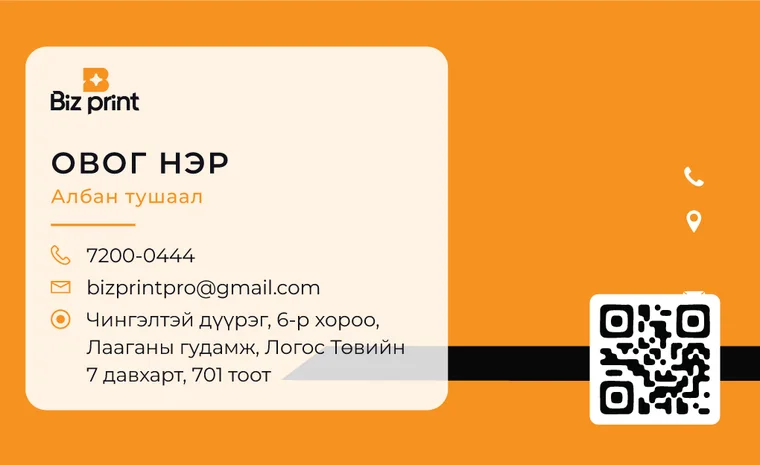 Biz print
ОВОГ НЭР
Албан тушаал
7200-0444
bizprintpro@gmail.com
Чингэлтэй дүүрэг, 6-р хороо,
Лааганы гудамж, Логос Төвийн
7 давхарт, 701 тоот